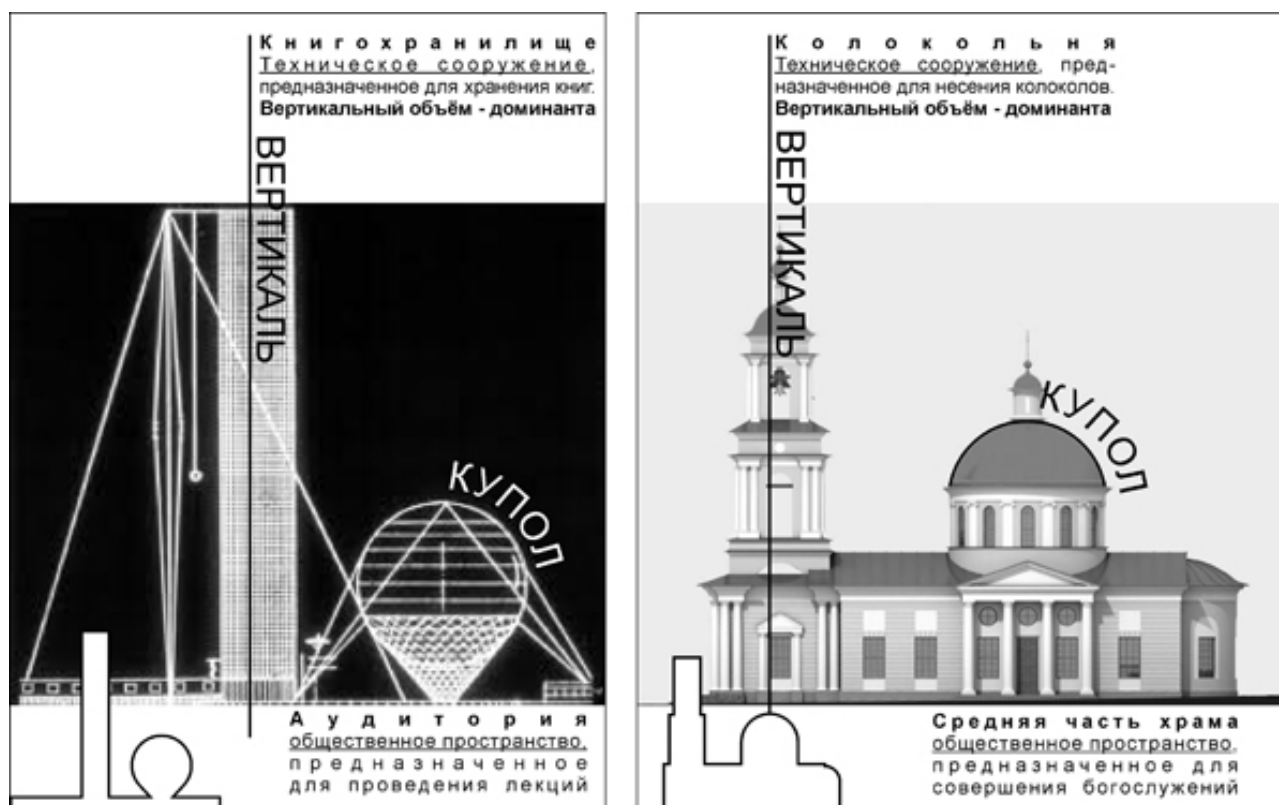 Книгохранилище
Техническое сооружение,
предназначенное для хранения книг.
Вертикальный объём - доминанта
ВЕРТИКАЛЬ
КУПОЛ
Аудитория
общественное пространство,
предназначенное
для проведения лекций
Колокольня
Техническое сооружение, пред-
назначенное для несения колоколов.
Вертикальный объём - доминанта
ВЕРТИКАЛЬ
КУПОЛ
Средняя часть храма
общественное пространство,
предназначенное для
совершения богослужений